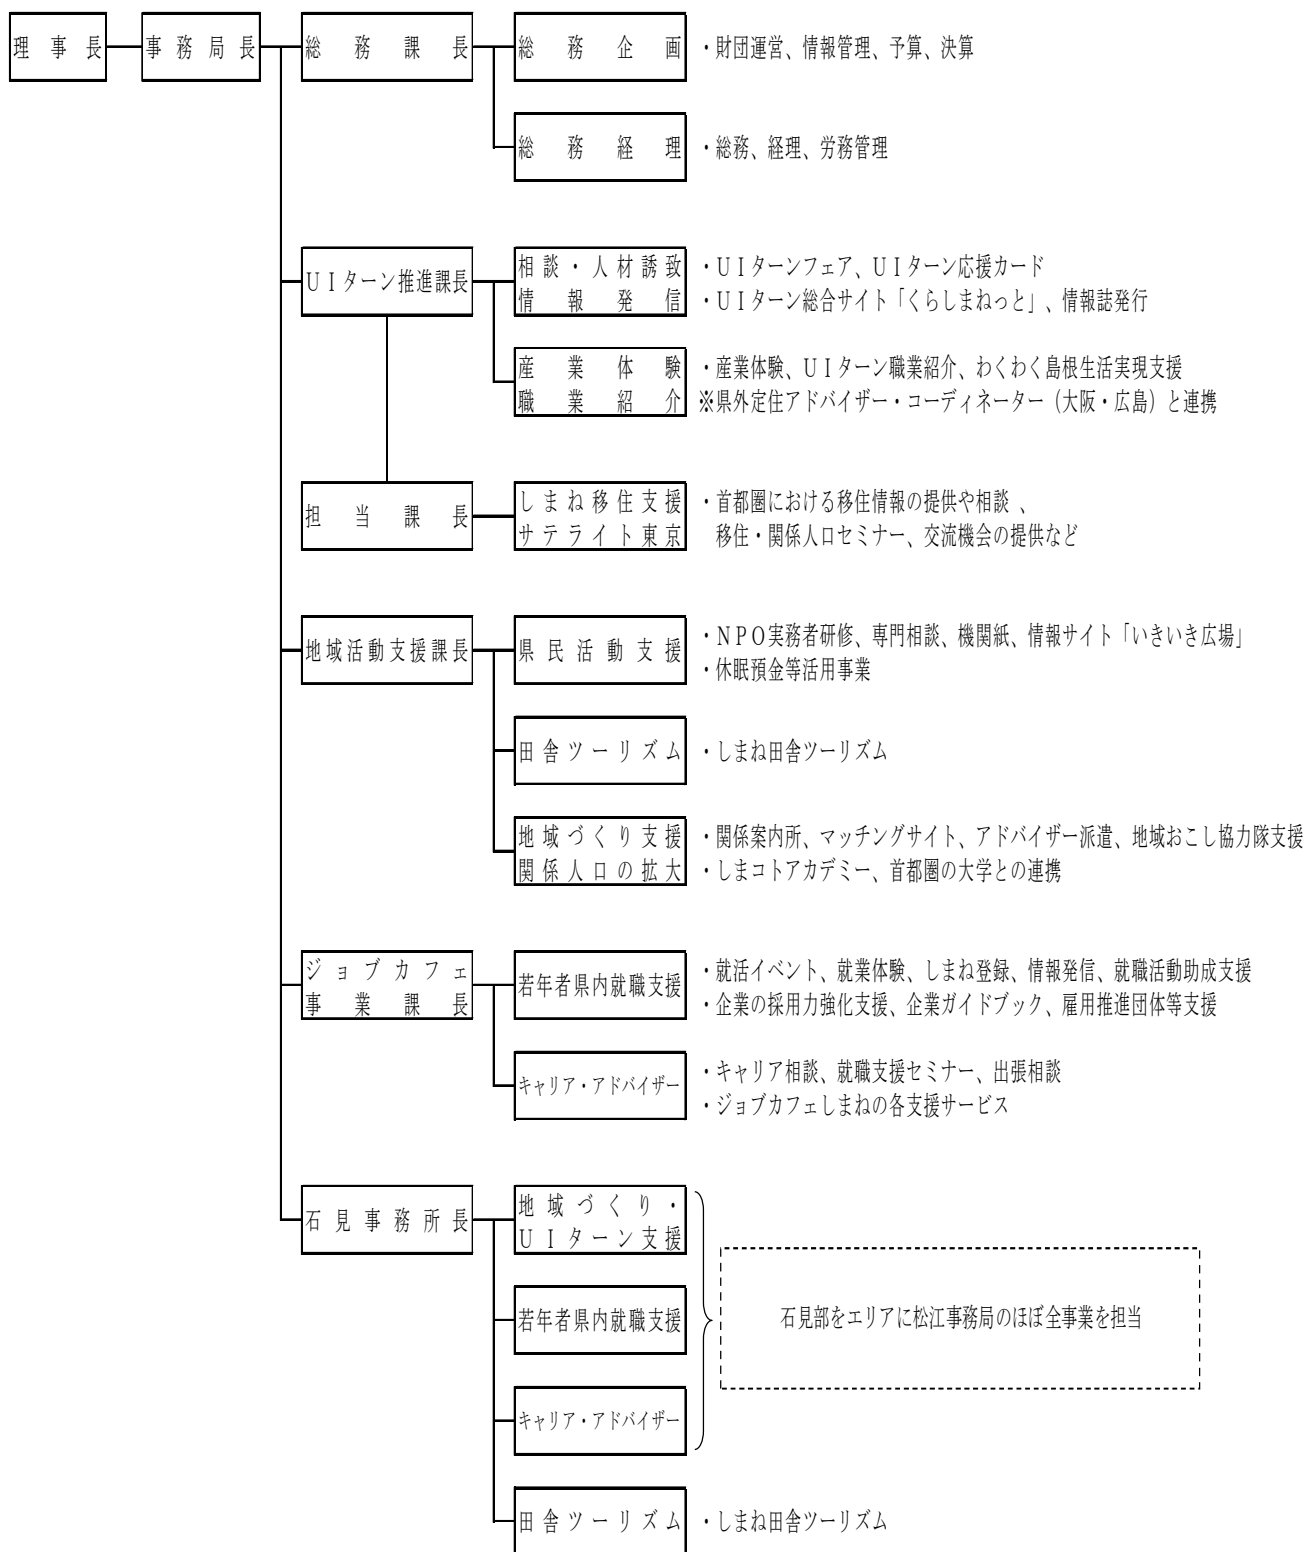 理事長
事務局長
総務課長
総務企画
・財団運営、情報管理、予算、決算
総務経理
・総務、経理、労務管理
UIターン推進課長
相談・人材誘致
情報発信
・UIターンフェア、UIターン応援カード
・UIターン総合サイト「くらしまねっと」、情報誌発行
産業体験
職業紹介
・産業体験、UIターン職業紹介、わくわく島根生活実現支援
※県外定住アドバイザー・コーディネーター（大阪・広島）と連携
担当課長
しまね移住支援
サテライト東京
・首都圏における移住情報の提供や相談 、
移住・関係人口セミナー、交流機会の提供など
地域活動支援課長
県民活動支援
・NPO実務者研修、専門相談、機関紙、情報サイト「いきいき広場」
・休眠預金等活用事業
田舎ツーリズム
・しまね田舎ツーリズム
地域づくり支援
関係人口の拡大
・関係案内所、マッチングサイト、アドバイザー派遣、地域おこし協力隊支援
・しまコトアカデミー、首都圏の大学との連携
ジョブカフェ
事業課長
若年者県内就職支援
・就活イベント、就業体験、しまね登録、情報発信、就職活動助成支援
・企業の採用力強化支援、企業ガイドブック、雇用推進団体等支援
キャリア・アドバイザー
・キャリア相談、就職支援セミナー、出張相談
・ジョブカフェしまねの各支援サービス
石見事務所長
地域づくり・
UIターン支援
若年者県内就職支援
石見部をエリアに松江事務局のほぼ全事業を担当
キャリア・アドバイザー
田舎ツーリズム
・しまね田舎ツーリズム